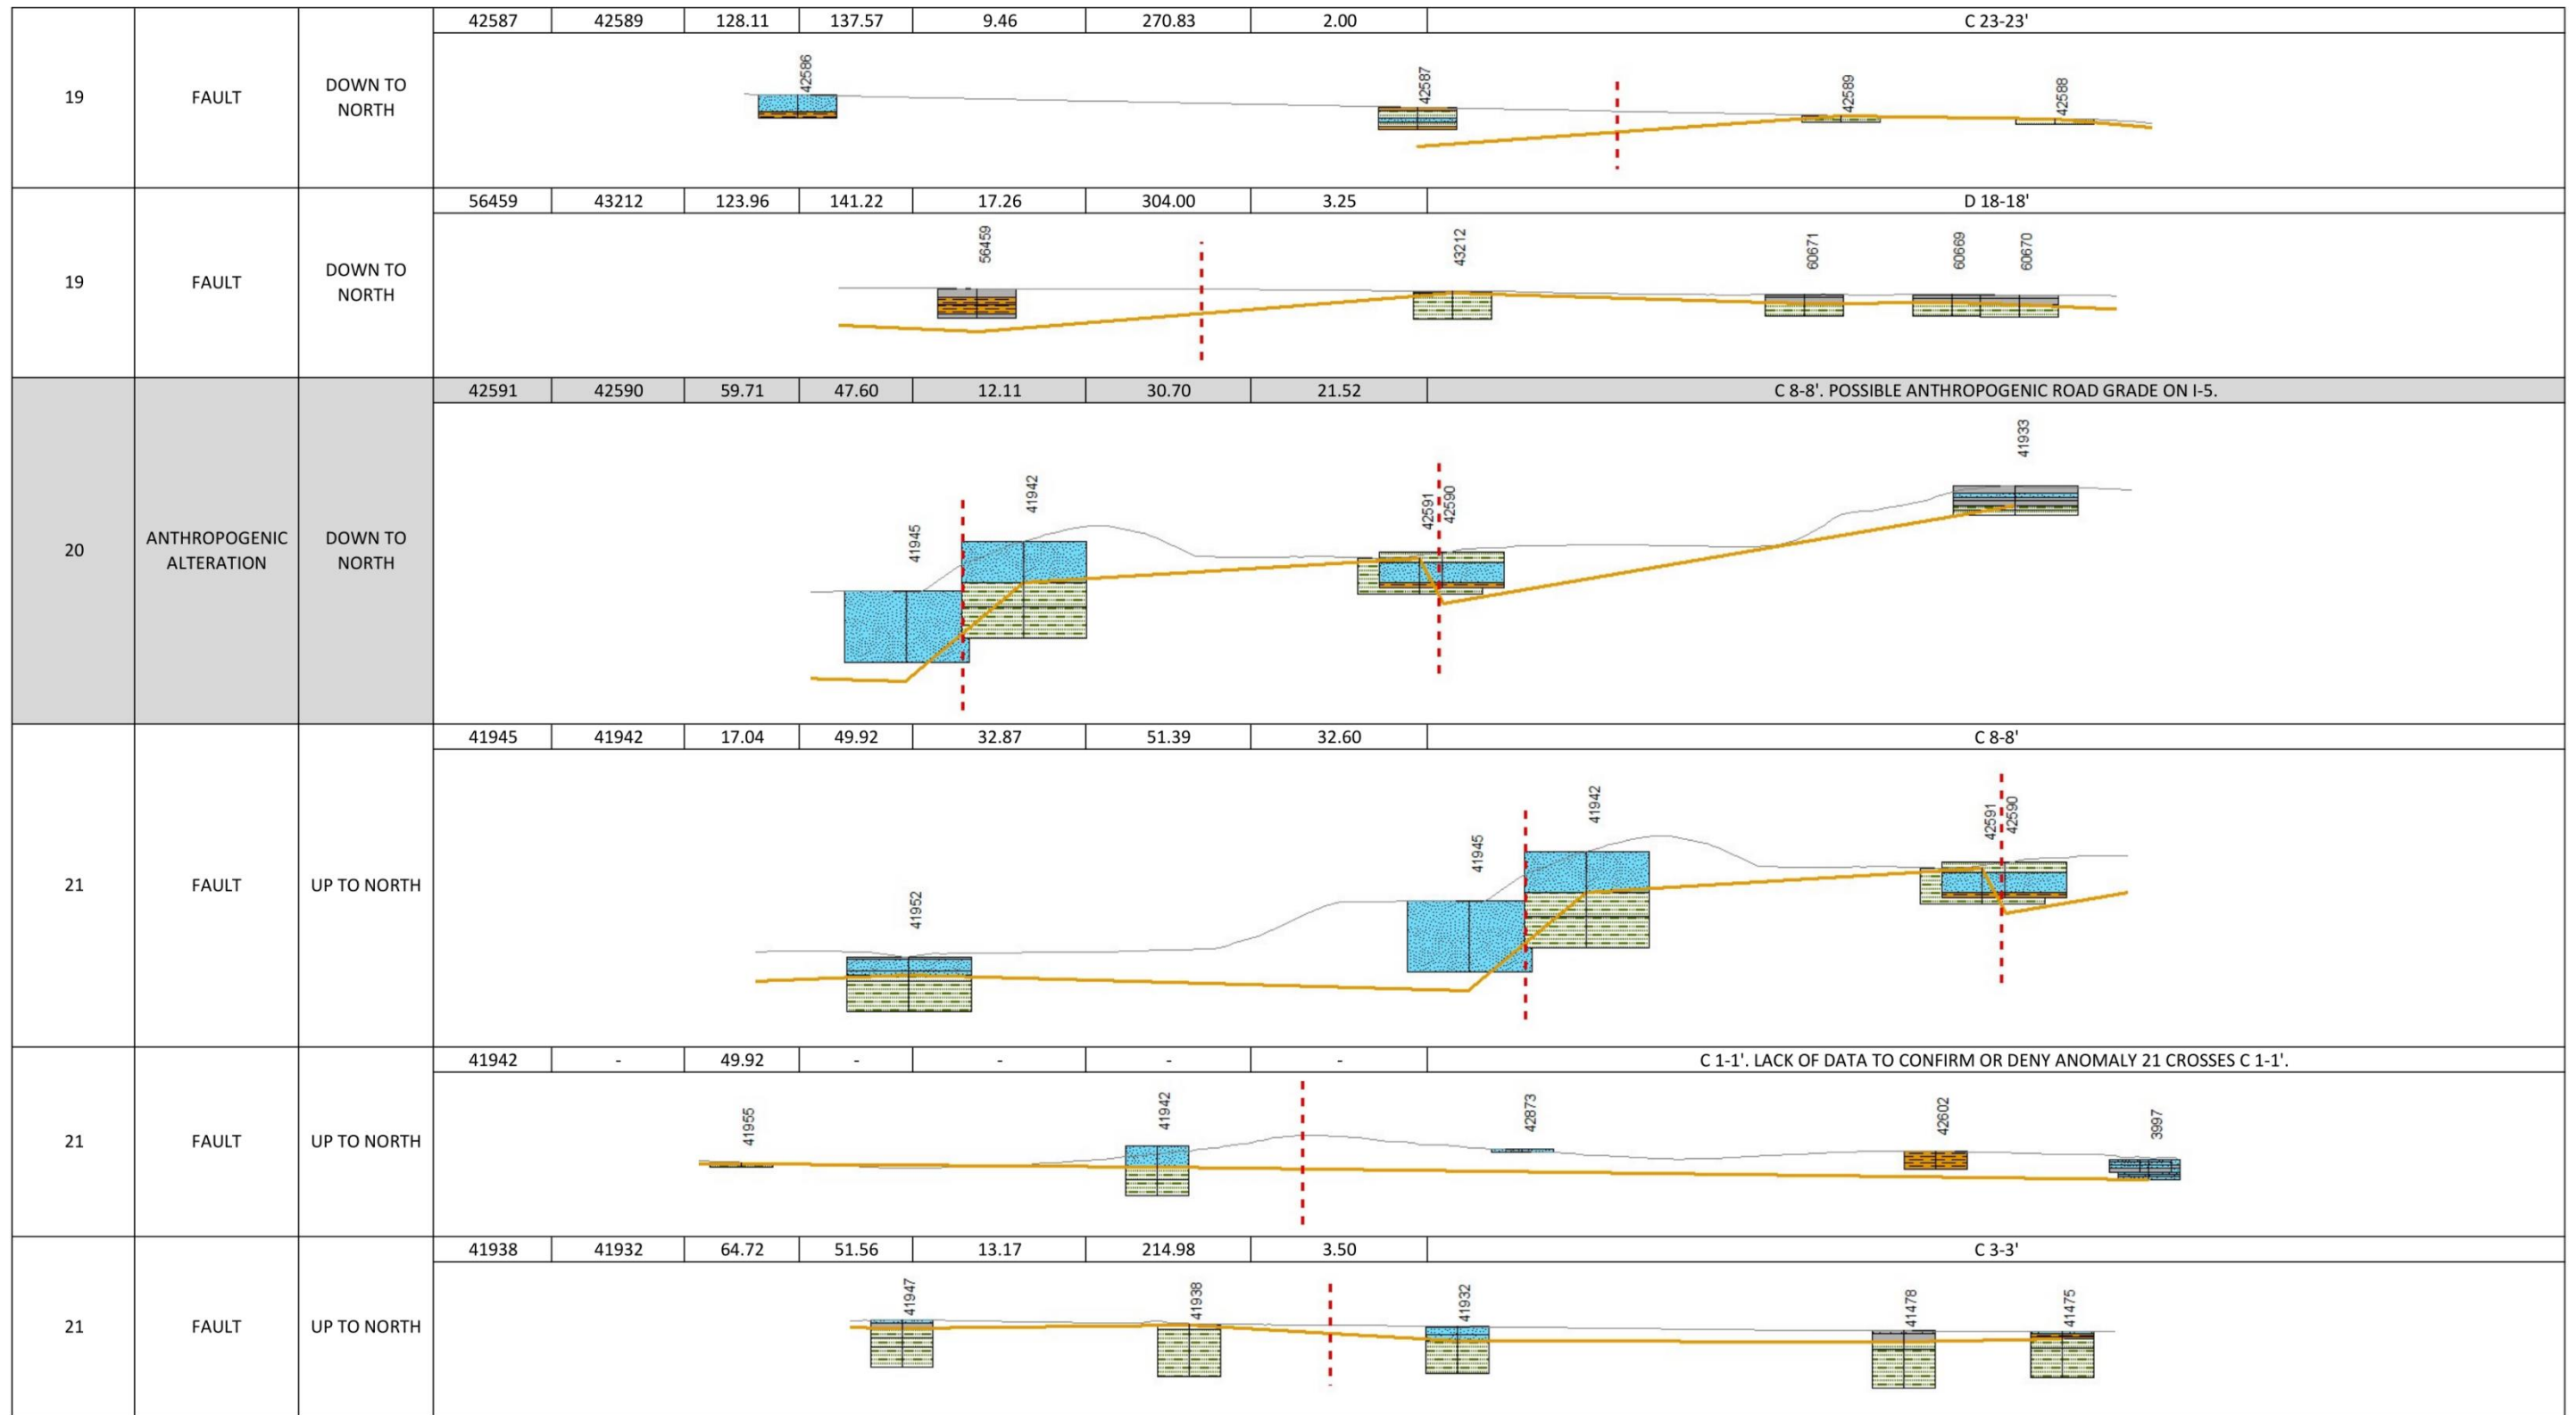 42587 42589 128.11 137.57 9.46 270.83 2.00 C 23-23'
19 FAULT DOWN TO
NORTH
42586 42587 42589 42588
56459 43212 123.96 141.22 17.26 304.00 3.25 D 18-18'
19 FAULT DOWN TO
NORTH
56459 43212 60671 60669 60670
42591 42590 59.71 47.60 12.11 30.70 21.52 C 8-8'. POSSIBLE ANTHROPOGENIC ROAD GRADE ON I-5.
20 ANTHROPOGENIC
ALTERATION
DOWN TO
NORTH
41945 41942 42591 42590 41933
41945 41942 17.04 49.92 32.87 51.39 32.60 C 8-8'
21 FAULT UP TO NORTH
41952 41945 41942 42591 42590
41942 - 49.92 - - - - C 1-1'. LACK OF DATA TO CONFIRM OR DENY ANOMALY 21 CROSSES C 1-1'.
21 FAULT UP TO NORTH
41955 41942 42873 42602 3997
41938 41932 64.72 51.56 13.17 214.98 3.50 C 3-3'
21 FAULT UP TO NORTH
41947 41938 41932 41478 41475